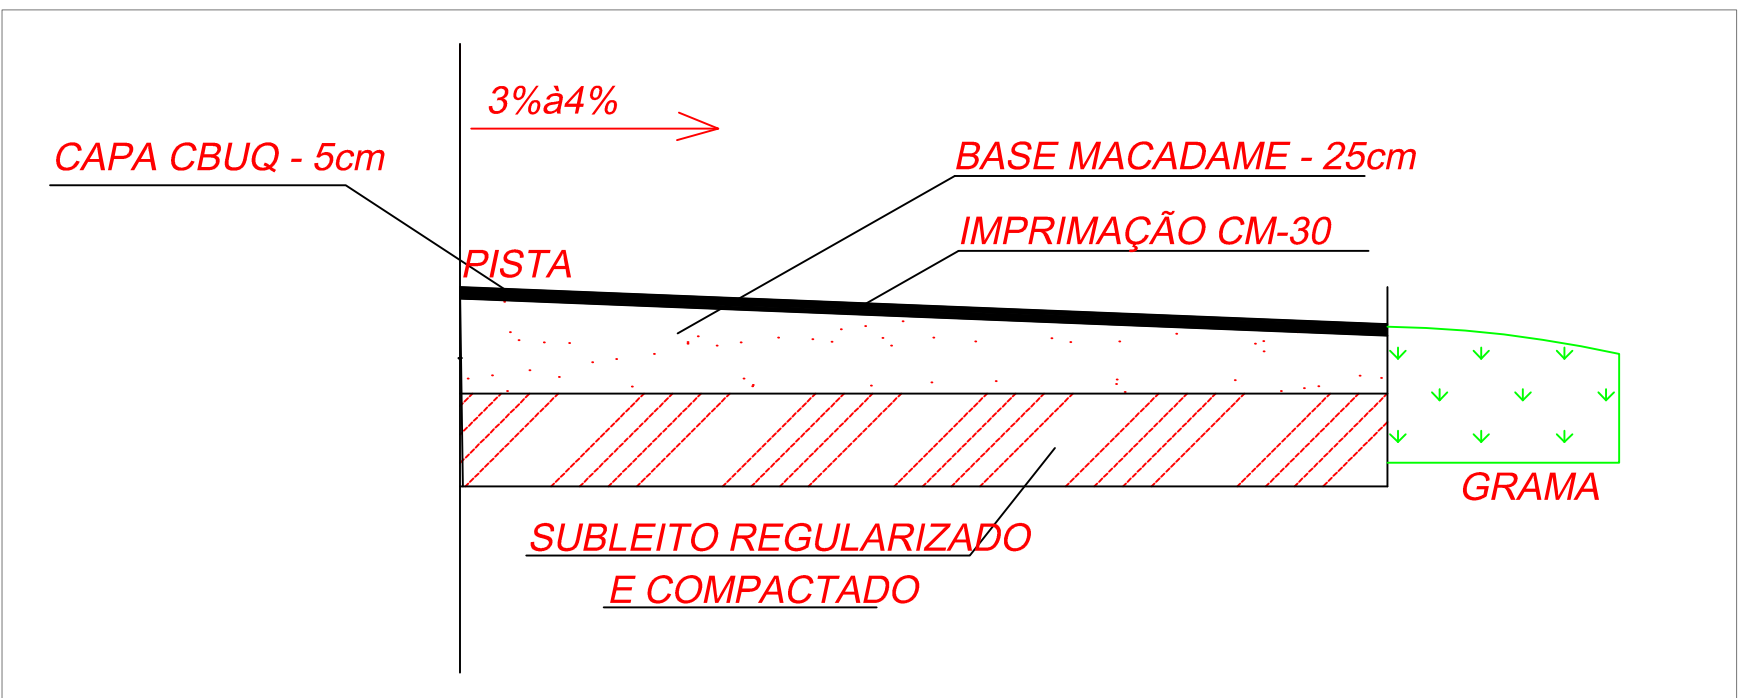 3%à4%
CAPA CBUQ - 5cm
BASE MACADAME - 25cm
IMPRIMAÇÃO CM-30
PISTA
GRAMA
SUBLEITO REGULARIZADO
E COMPACTADO